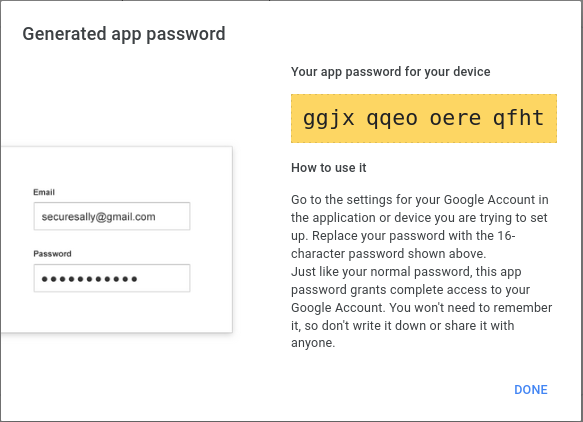 Generated app password
Your app password for your device
ggjx qqeo oere qfht
How to use it
Email
securesally@gmail.com
Password
Go to the settings for your Google Account in
the application or device you are trying to set
up. Replace your password with the 16-
character password shown above.
Just like your normal password, this app
password grants complete access to your
Google Account. You won't need to remember
it, so don't write it down or share it with
anyone.
DONE